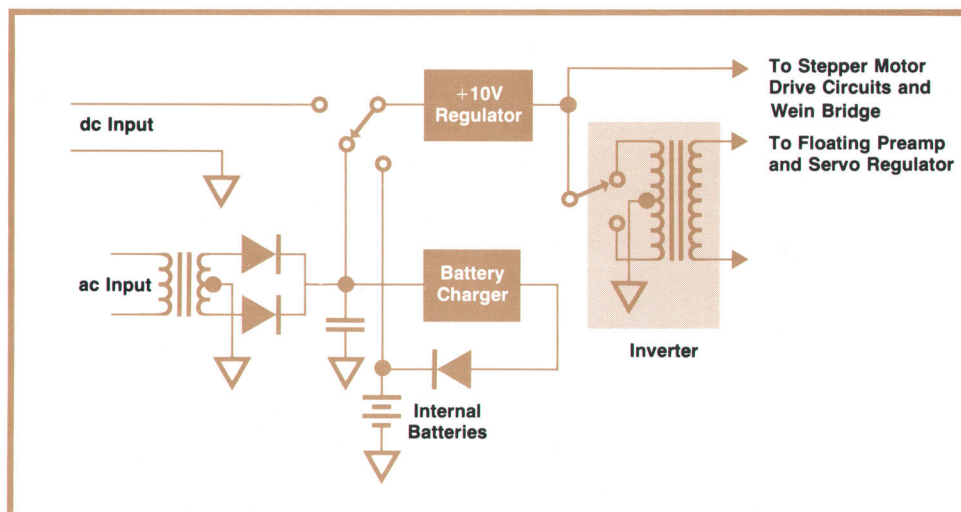 To Stepper Motor
Drive Circuits and
Wein Bridge
+10V
Regulator
dc Input
To Floating Preamp
and Servo Regulator
ac Input
Battery
Charger
Inverter
Internal
Batteries